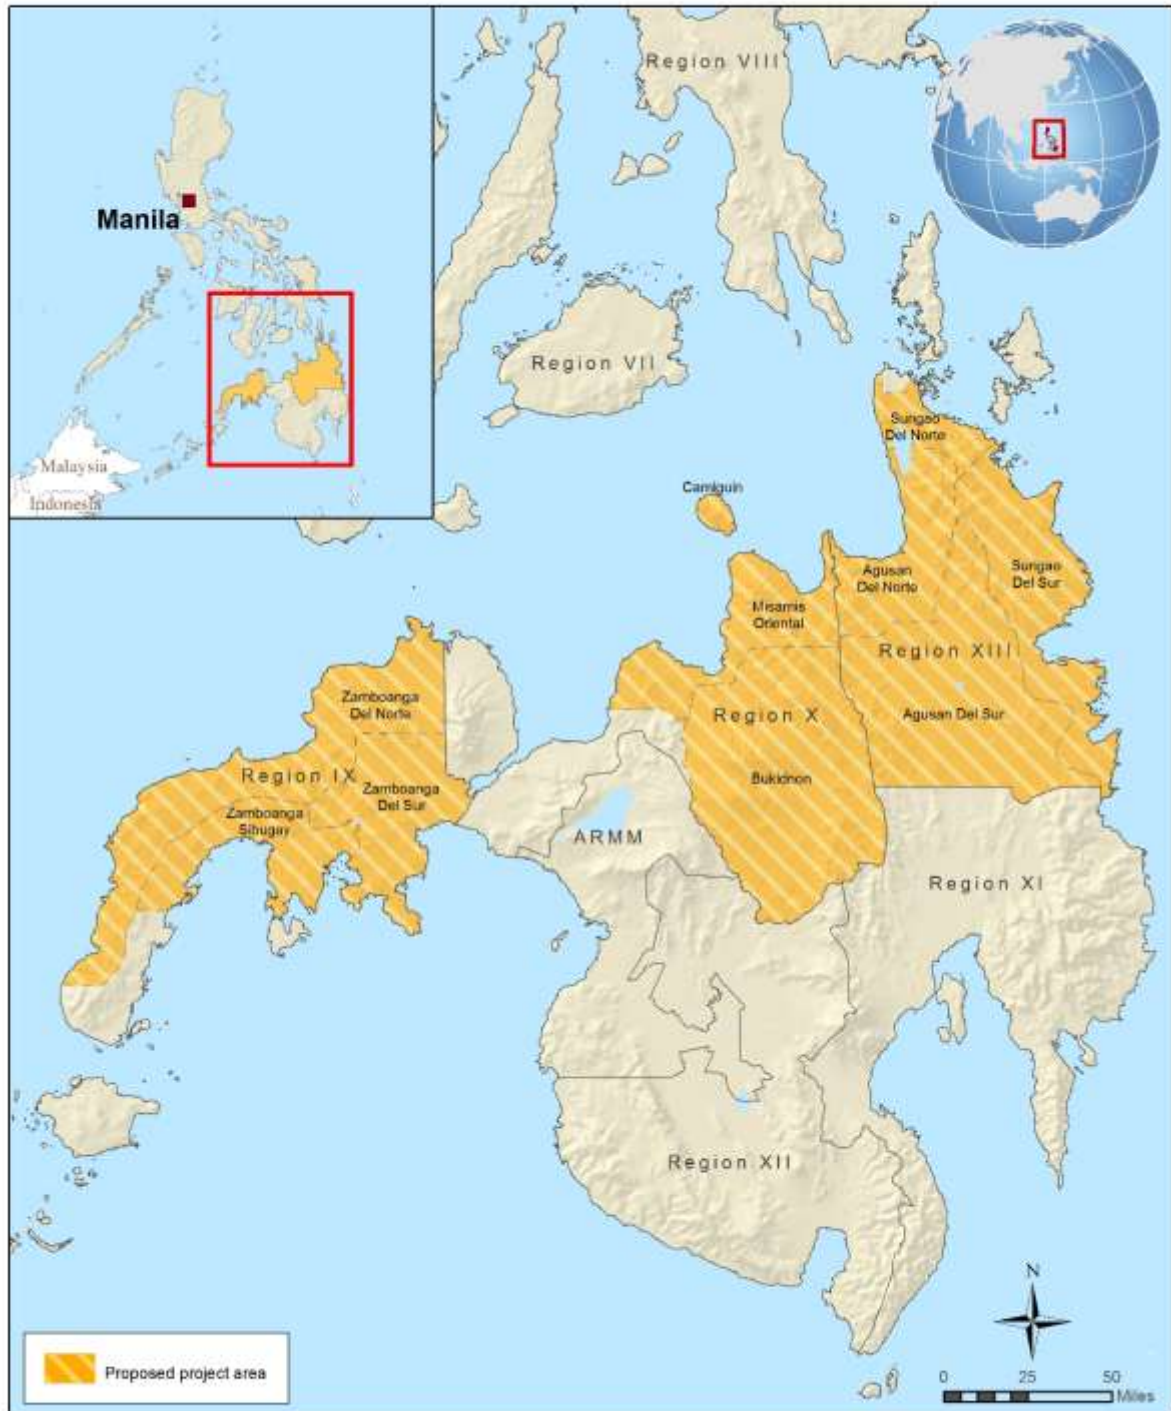 Region VIII
Manila
Region VII
Malaysia
Indonesia
Sungao
Del Norte
Camiguin
Agusan
Del Norte
Sungao
Del Sur
Misamis
Oriental
Region XIII
Zamboanga
Del Norte
Region X
Agusan Del Sur
Region IX
Bukidnon
Zamboanga
Del Sur
Zamboanga
Sibugay
ARMM
Region XI
Region XII
N
Proposed project area
0 25 50
Miles